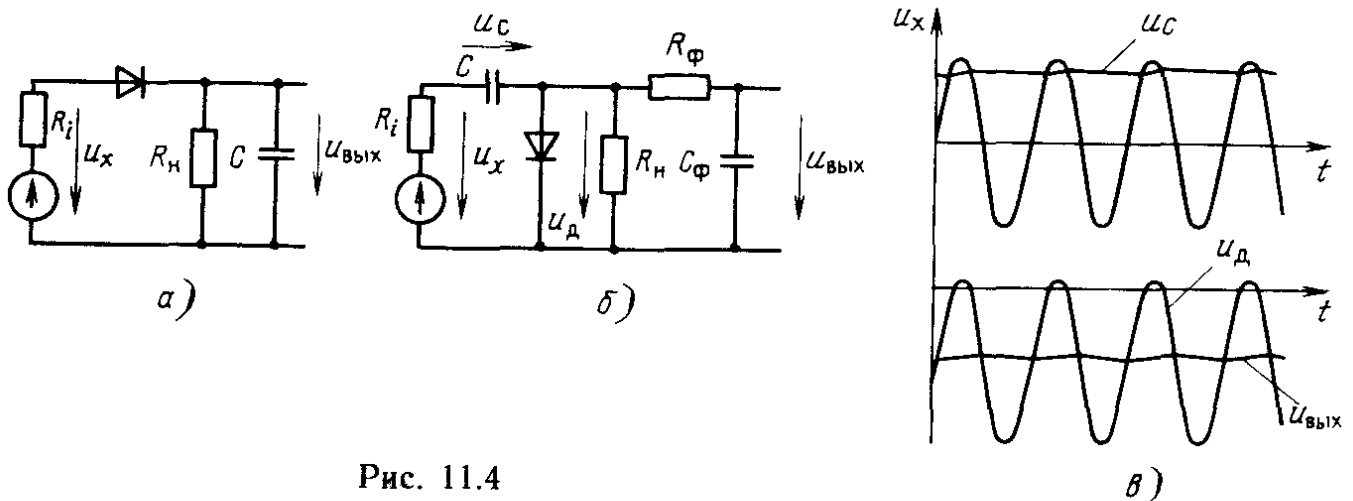 R_i
u_x
R_н
C
u_вых
а)
u_C
C
R_i
u_x
u_д
R_н
R_ф
C_ф
u_вых
б)
u_x
u_C
t
u_д
t
u_вых
в)
Рис. 11.4